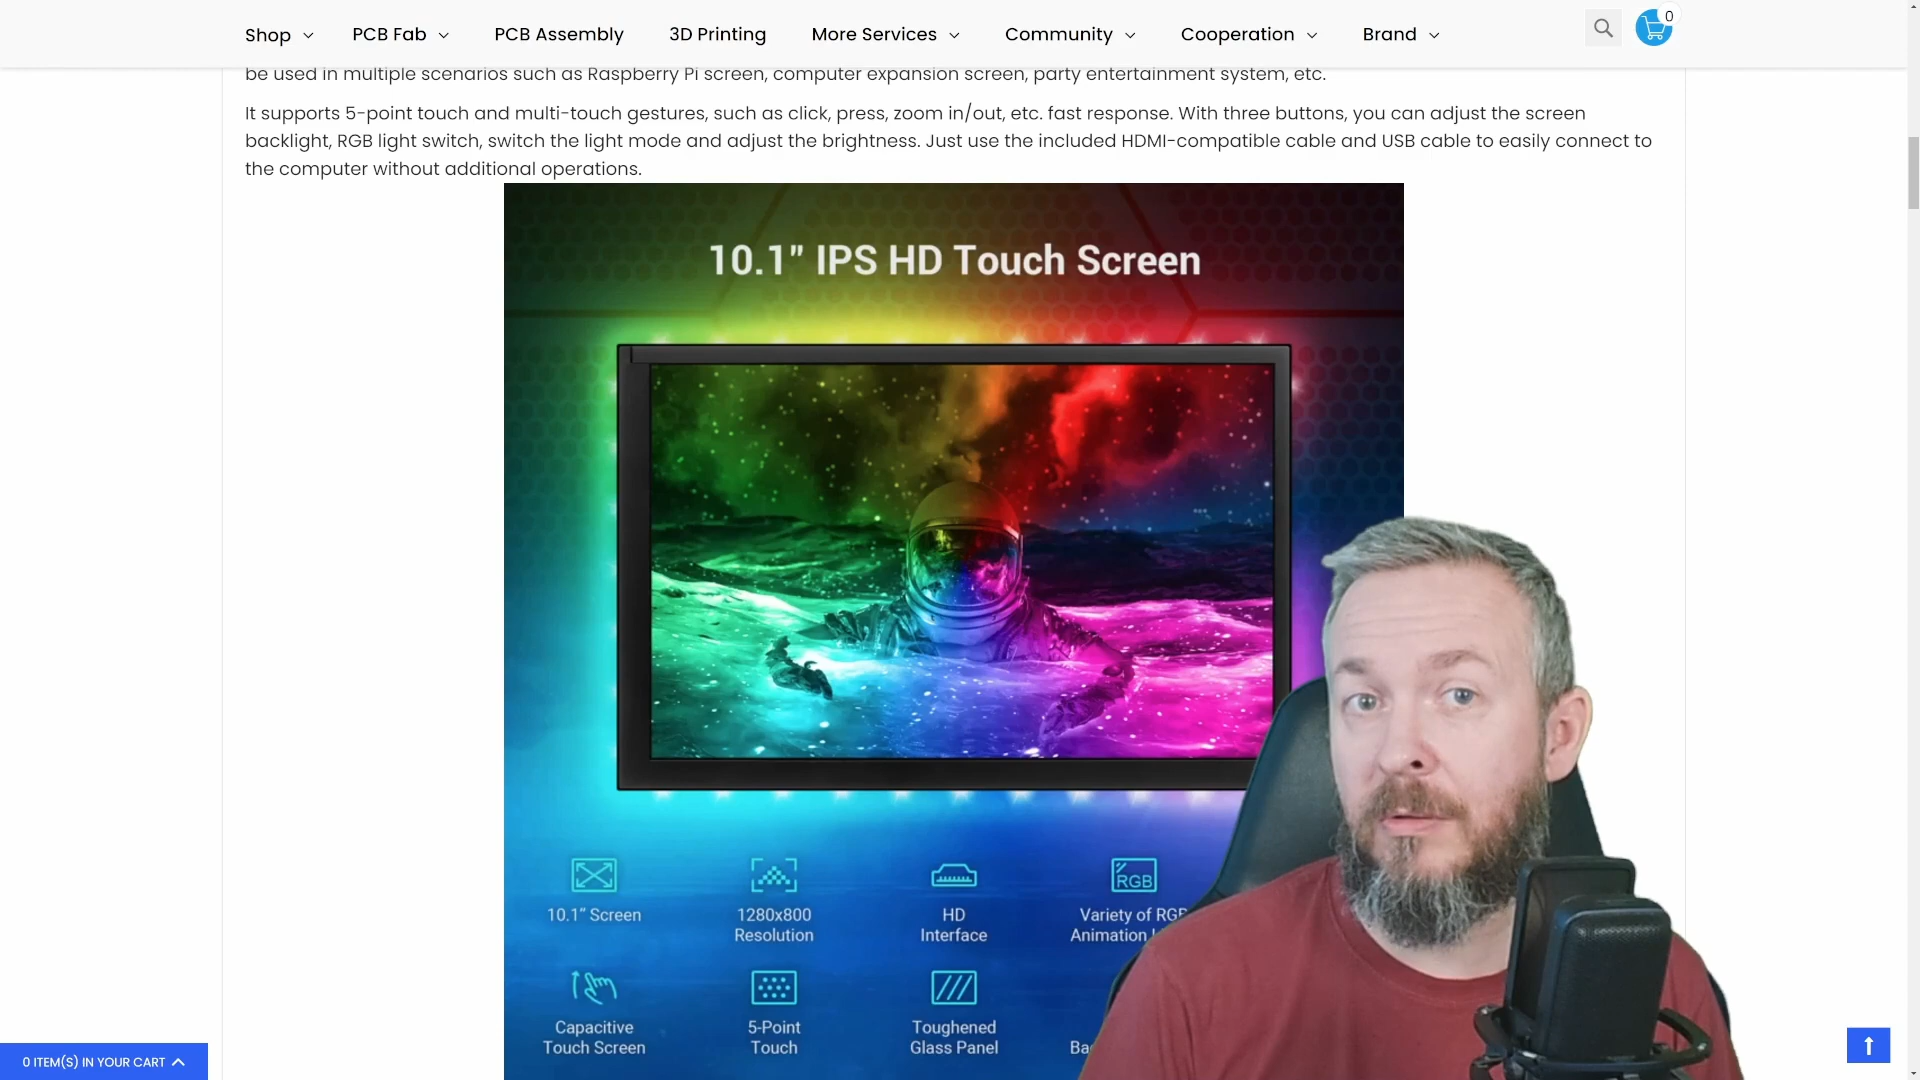 Shop PCB Fab PCB Assembly 3D Printing More Services Community Cooperation Brand 0
be used in multiple scenarios such as Raspberry Pi screen, computer expansion screen, party entertainment system, etc.
It supports 5-point touch and multi-touch gestures, such as click, press, zoom in/out, etc. fast response. With three buttons, you can adjust the screen
backlight, RGB light switch, switch the light mode and adjust the brightness. Just use the included HDMI-compatible cable and USB cable to easily connect to
the computer without additional operations.
10.1" IPS HD Touch Screen
RGB
10.1" Screen
1280x800
Resolution
HD
Interface
Variety of RGB
Animation
Capacitive
Touch Screen
5-Point
Touch
Toughened
Glass Panel
0 ITEM(S) IN YOUR CART